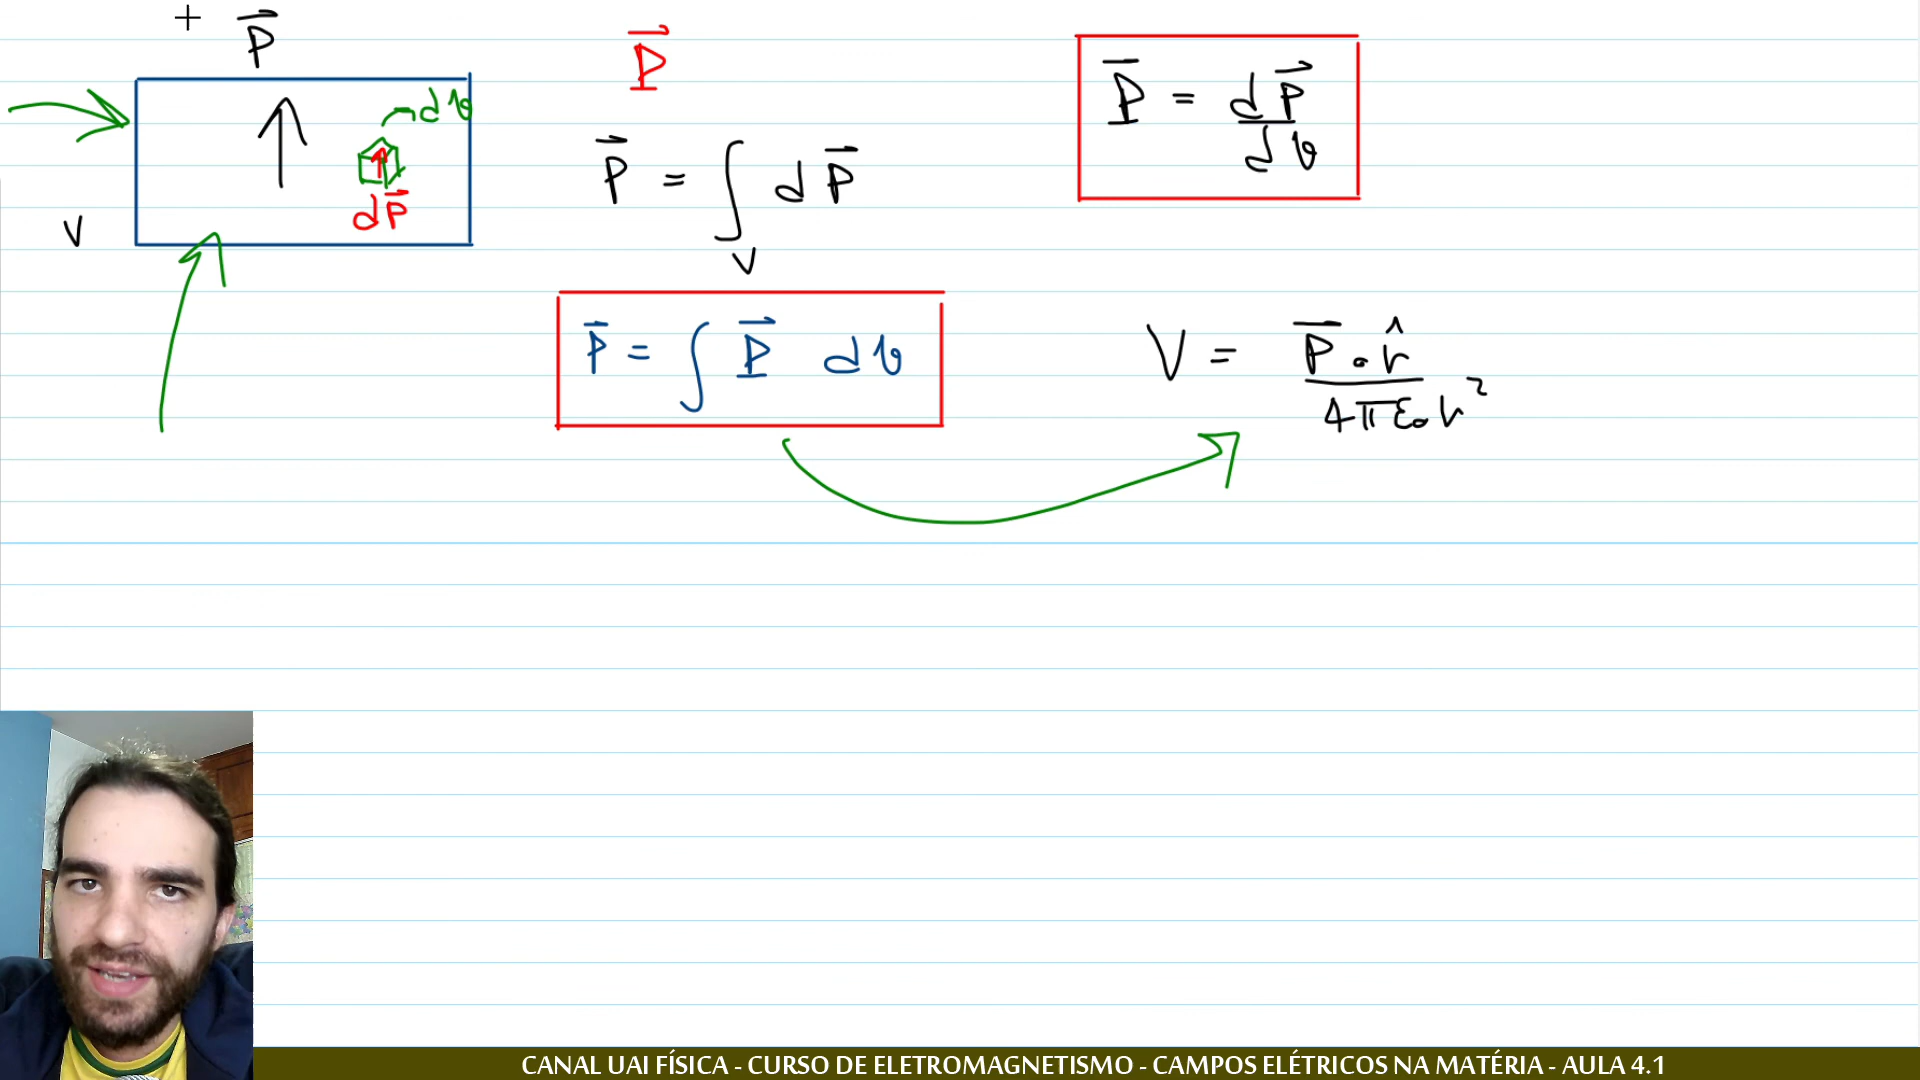 + P⃗
P⃗
P⃗ = dP⃗ / dv
dv
dP⃗
V
P⃗ = ∫ dP⃗
V
P⃗ = ∫ P⃗ dv
V = P⃗ · r̂ / 4πε₀r²
CANAL UAI FÍSICA - CURSO DE ELETROMAGNETISMO - CAMPOS ELÉTRICOS NA MATÉRIA - AULA 4.1